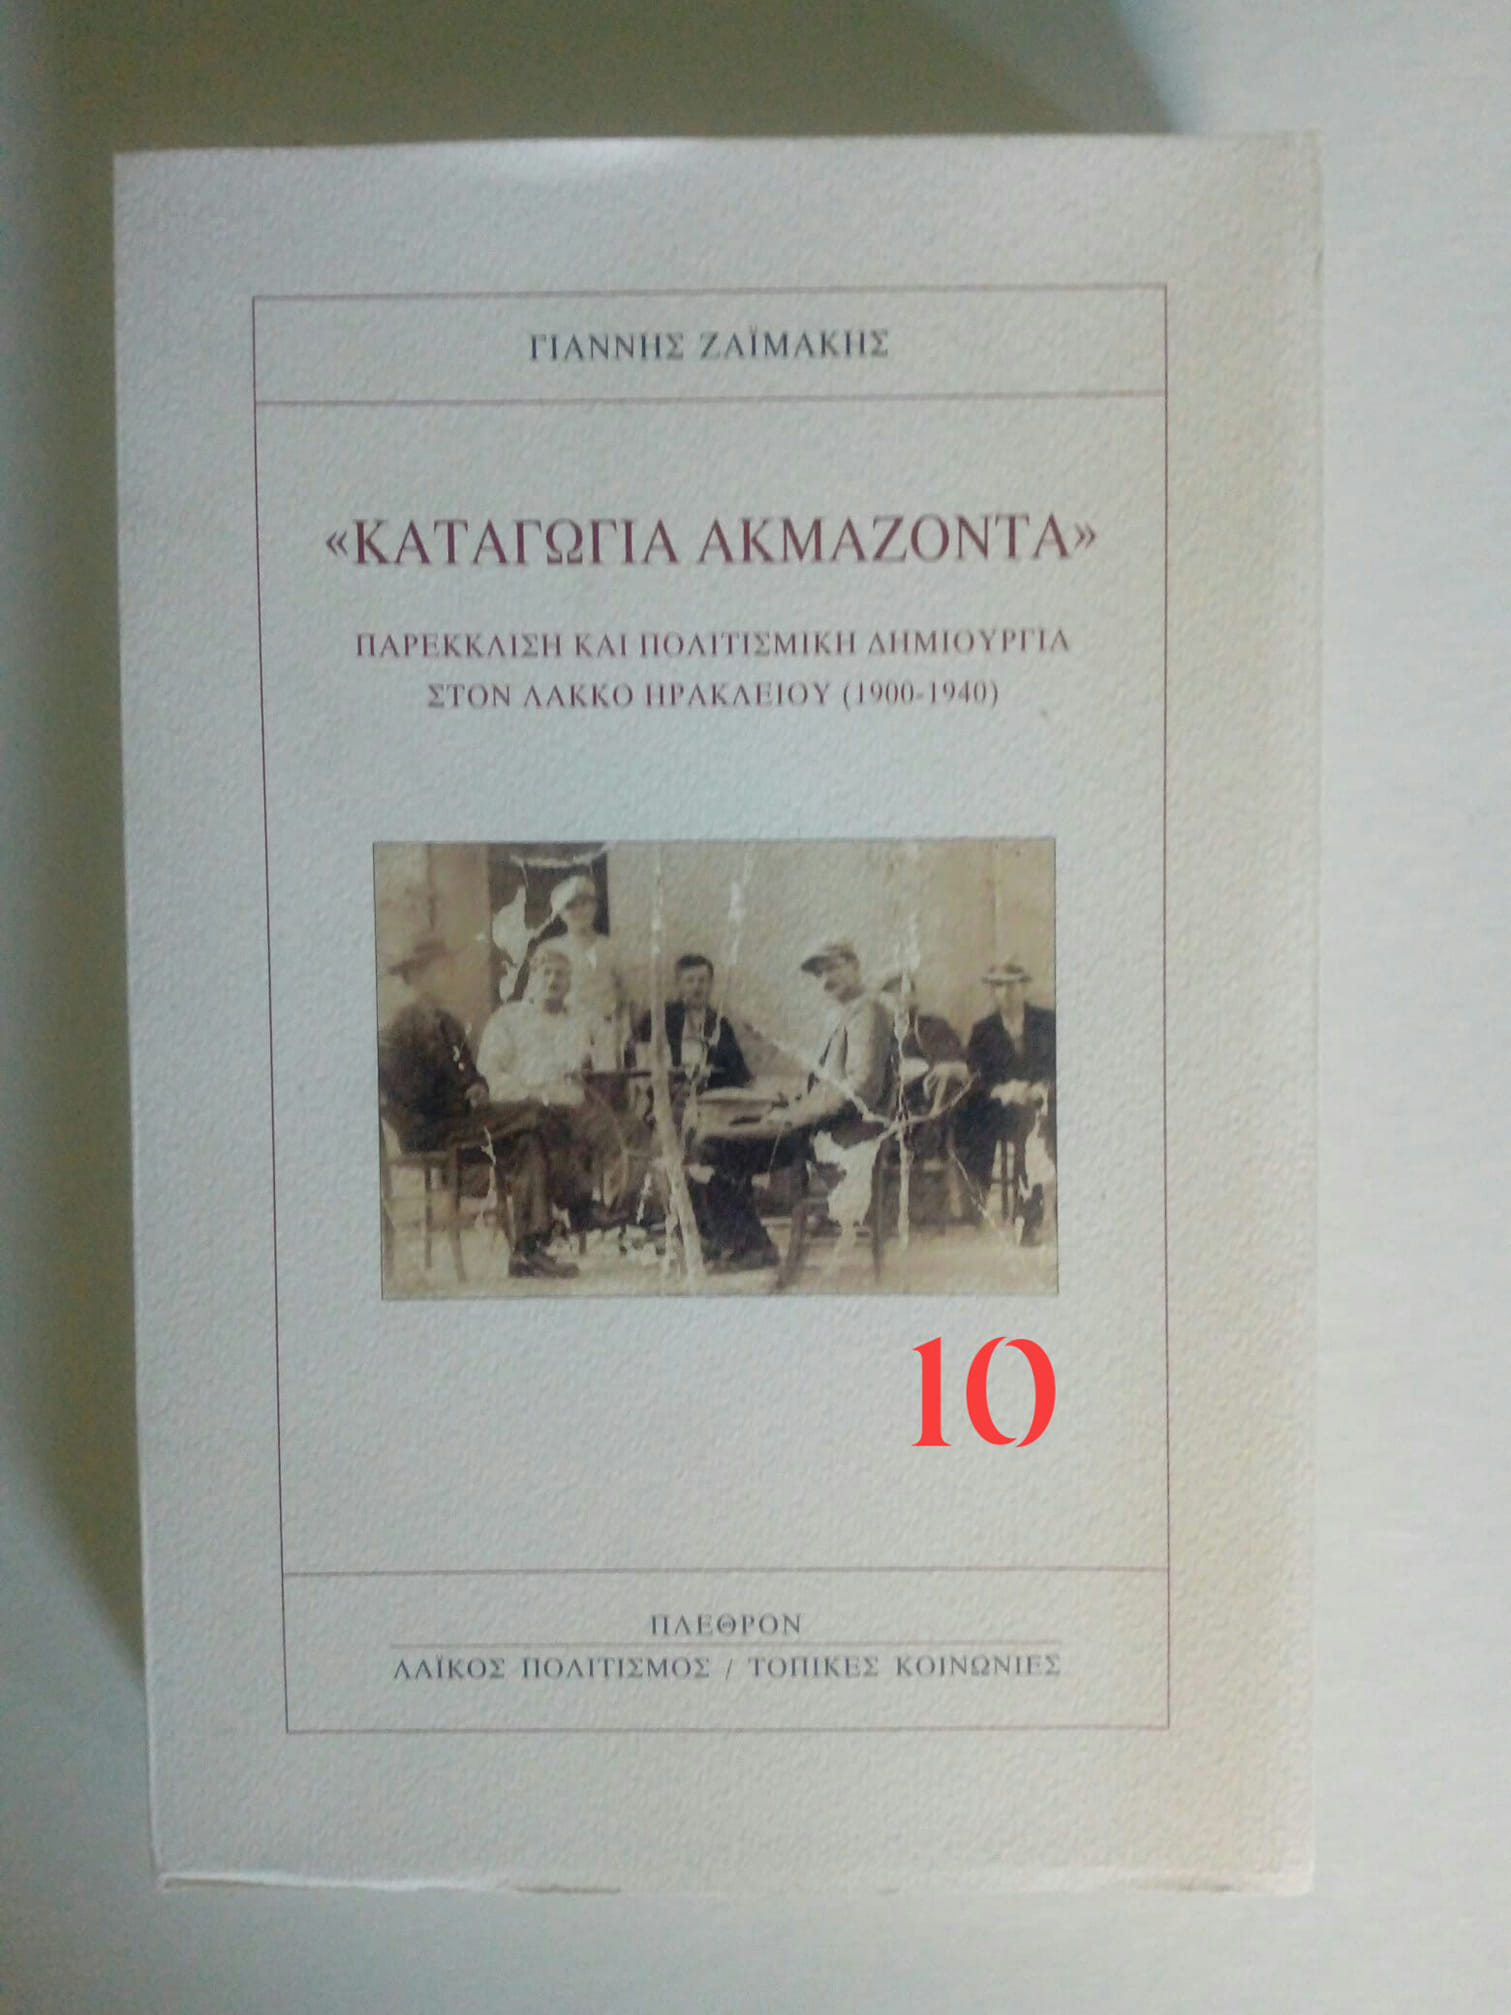 ΓΙΑΝΝΗΣ ΖΑΪΜΑΚΗΣ
«ΚΑΤΑΓΩΓΙΑ ΑΚΜΑΖΟΝΤΑ»
ΠΑΡΕΚΚΛΙΣΗ ΚΑΙ ΠΟΛΙΤΙΣΜΙΚΗ ΔΗΜΙΟΥΡΓΙΑ
ΣΤΟΝ ΛΑΚΚΟ ΗΡΑΚΛΕΙΟΥ (1900-1940)
10
ΠΛΕΘΡΟΝ
ΛΑΪΚΟΣ ΠΟΛΙΤΙΣΜΟΣ / ΤΟΠΙΚΕΣ ΚΟΙΝΩΝΙΕΣ